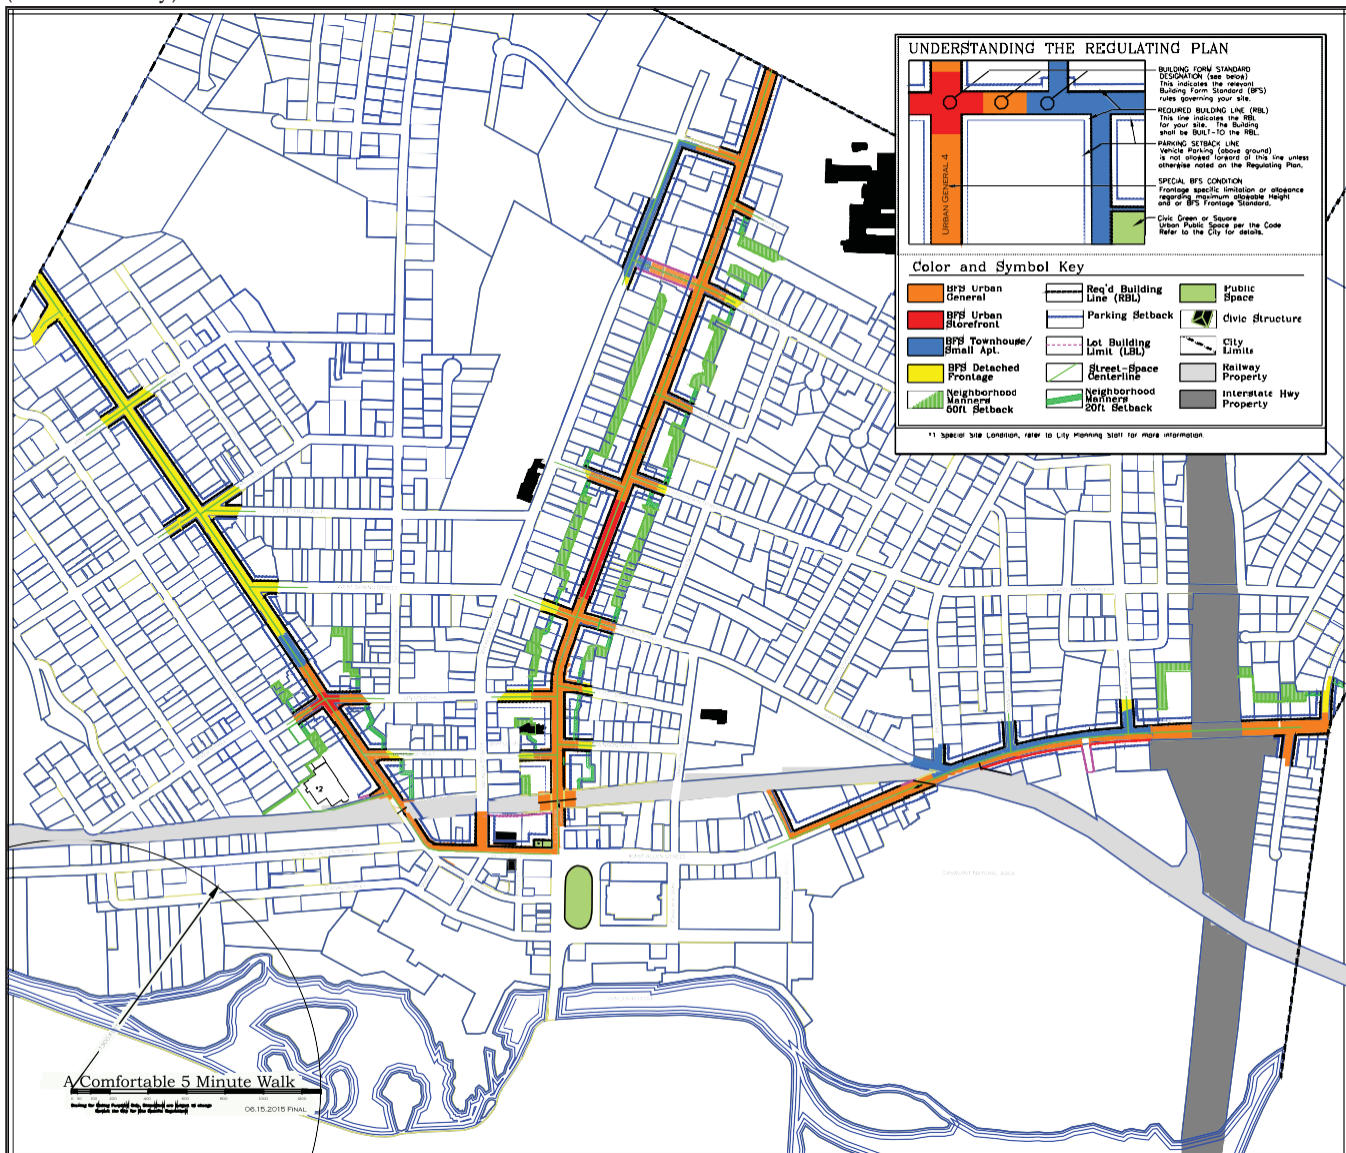 UNDERSTANDING THE REGULATING PLAN
BUILDING FORM STANDARD
DESIGNATION (see below)
This indicates the relevant
Building Form Standard (BFS)
rules governing your site.
REQUIRED BUILDING LINE (RBL)
This line indicates the RBL
for your site. The Building
shall be BUILT-TO the RBL.
PARKING SETBACK LINE
Vehicle Parking (above ground)
is not allowed forward of this line unless
otherwise noted on the Regulating Plan.
SPECIAL BFS CONDITION
Frontage specific limitation or allowance
regarding maximum allowable Height
and or BFS Frontage Standard.
Civic Green or Square
Urban Public Space per the Code
Refer to the City for details.
URBAN GENERAL 4
Color and Symbol Key
BFS Urban
General
Req'd Building
Line (RBL)
Public
Space
BFS Urban
Storefront
Parking Setback
Civic Structure
BFS Townhouse/
Small Apt.
Lot Building
Limit (LBL)
City
Limits
BFS Detached
Frontage
Street-Space
Centerline
Railway
Property
Neighborhood
Manners
60ft Setback
Neighborhood
Manners
20ft Setback
Interstate Hwy
Property
*1 Special Site Condition, refer to City Planning Staff for more information.
*2
A Comfortable 5 Minute Walk
06.15.2015 FINAL